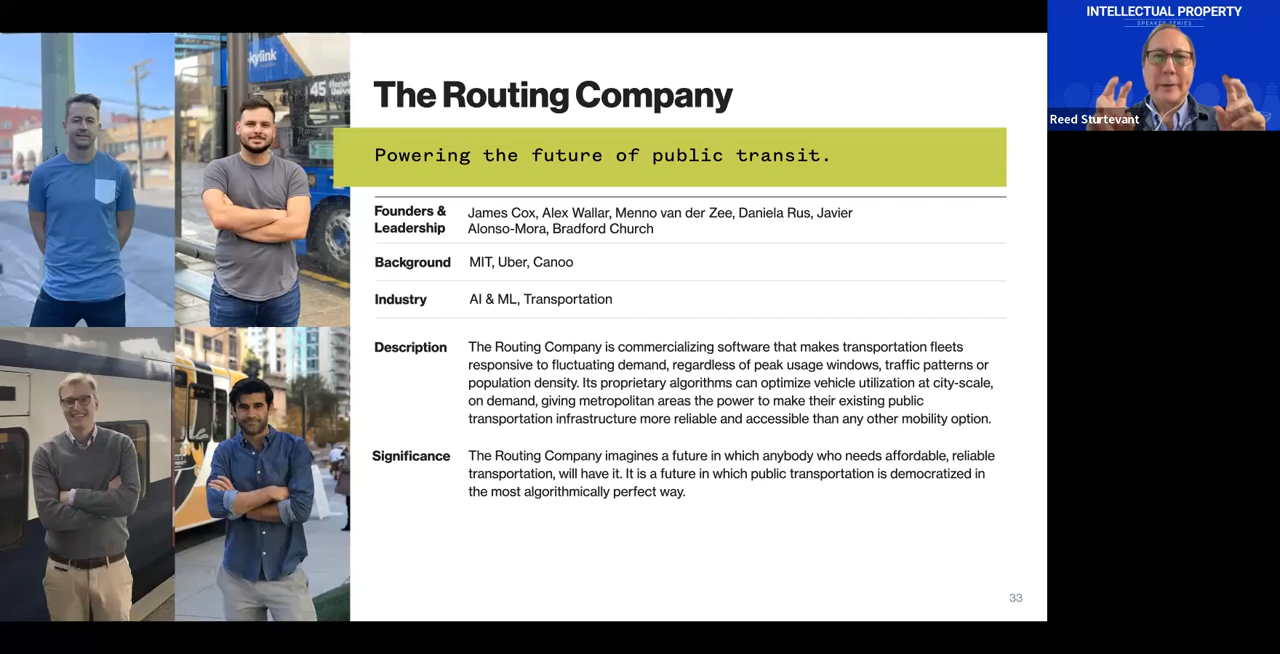 INTELLECTUAL PROPERTY
SPEAKER SERIES
Reed Sturtevant
The Routing Company
Powering the future of public transit.
Founders & Leadership
James Cox, Alex Wallar, Menno van der Zee, Daniela Rus, Javier
Alonso-Mora, Bradford Church
Background
MIT, Uber, Canoo
Industry
AI & ML, Transportation
Description
The Routing Company is commercializing software that makes transportation fleets
responsive to fluctuating demand, regardless of peak usage windows, traffic patterns or
population density. Its proprietary algorithms can optimize vehicle utilization at city-scale,
on demand, giving metropolitan areas the power to make their existing public
transportation infrastructure more reliable and accessible than any other mobility option.
Significance
The Routing Company imagines a future in which anybody who needs affordable, reliable
transportation, will have it. It is a future in which public transportation is democratized in
the most algorithmically perfect way.
33
skylink
45